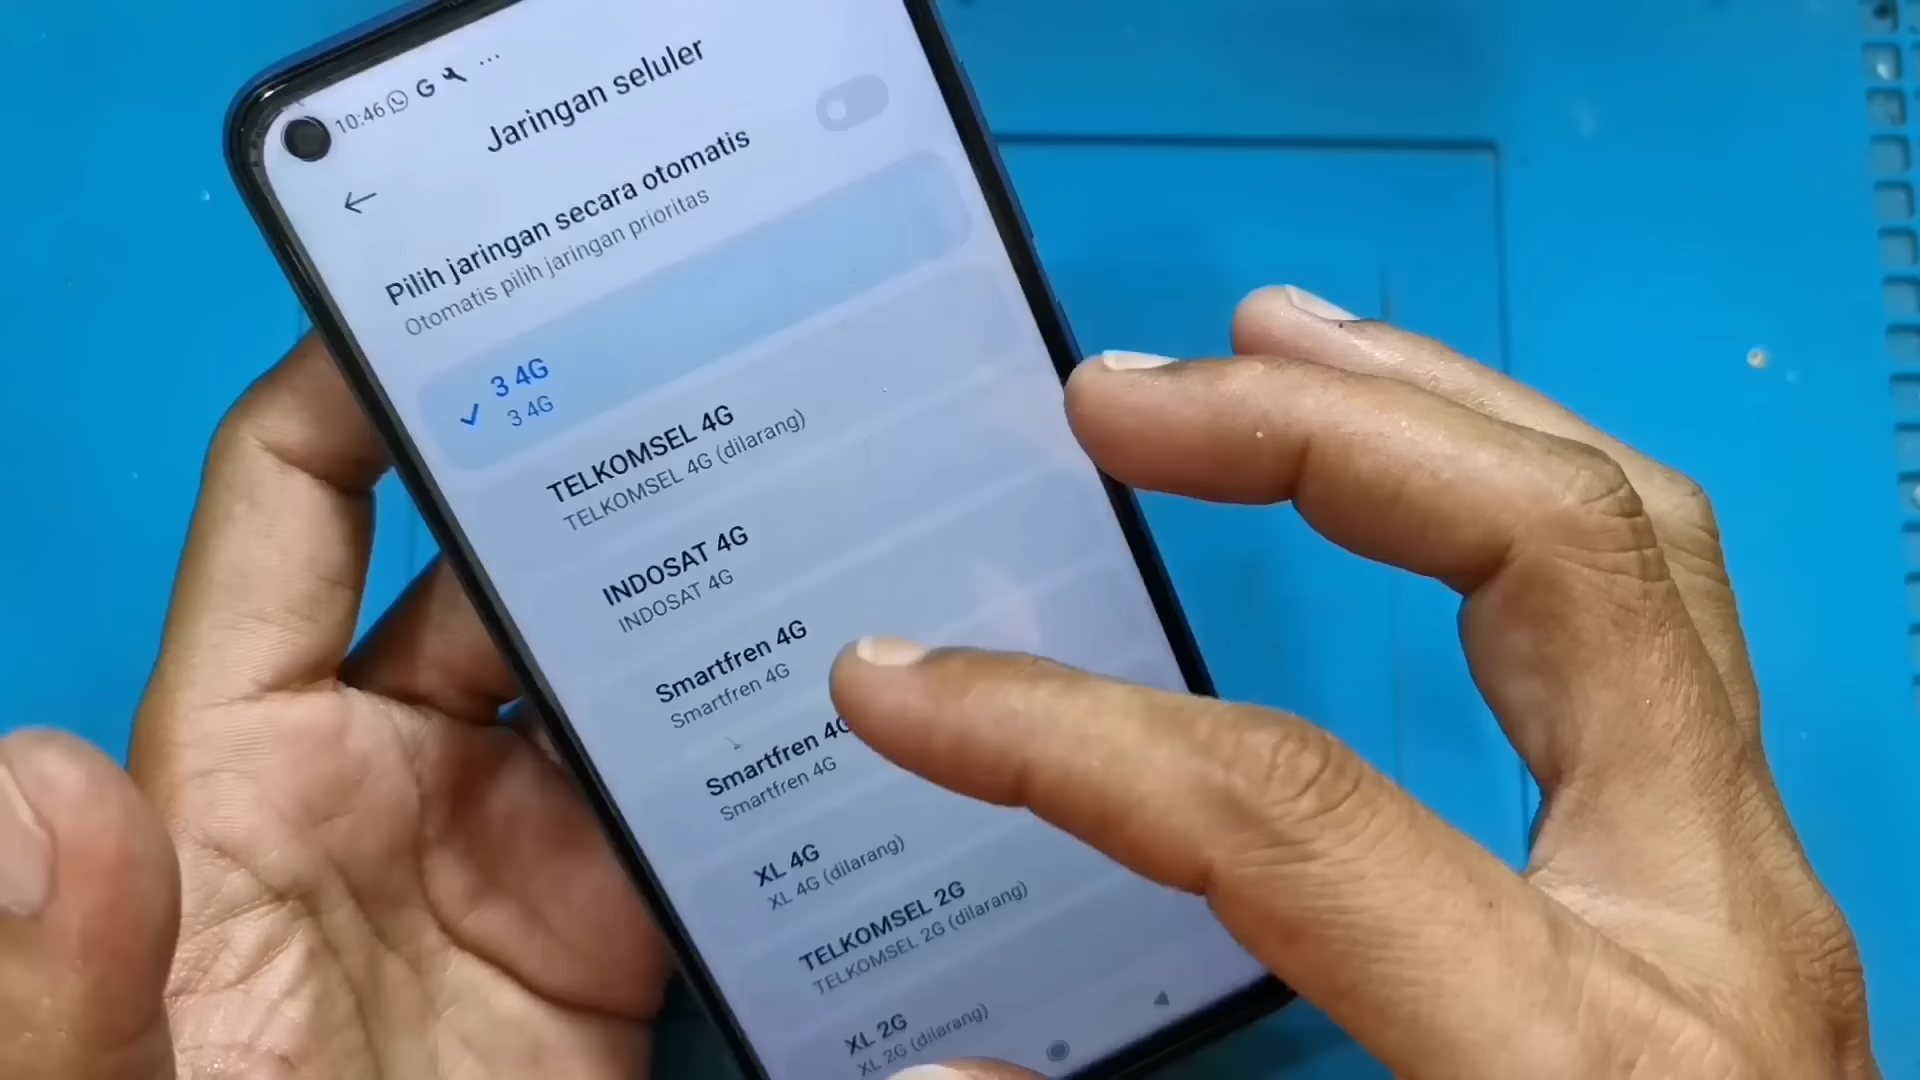 10:46 G ...
Jaringan seluler
Pilih jaringan secara otomatis
Otomatis pilih jaringan prioritas
3 4G
3 4G
TELKOMSEL 4G
TELKOMSEL 4G (dilarang)
INDOSAT 4G
INDOSAT 4G
Smartfren 4G
Smartfren 4G
Smartfren 4G
Smartfren 4G
XL 4G
XL 4G (dilarang)
TELKOMSEL 2G
TELKOMSEL 2G (dilarang)
XL 2G
XL 2G (dilarang)